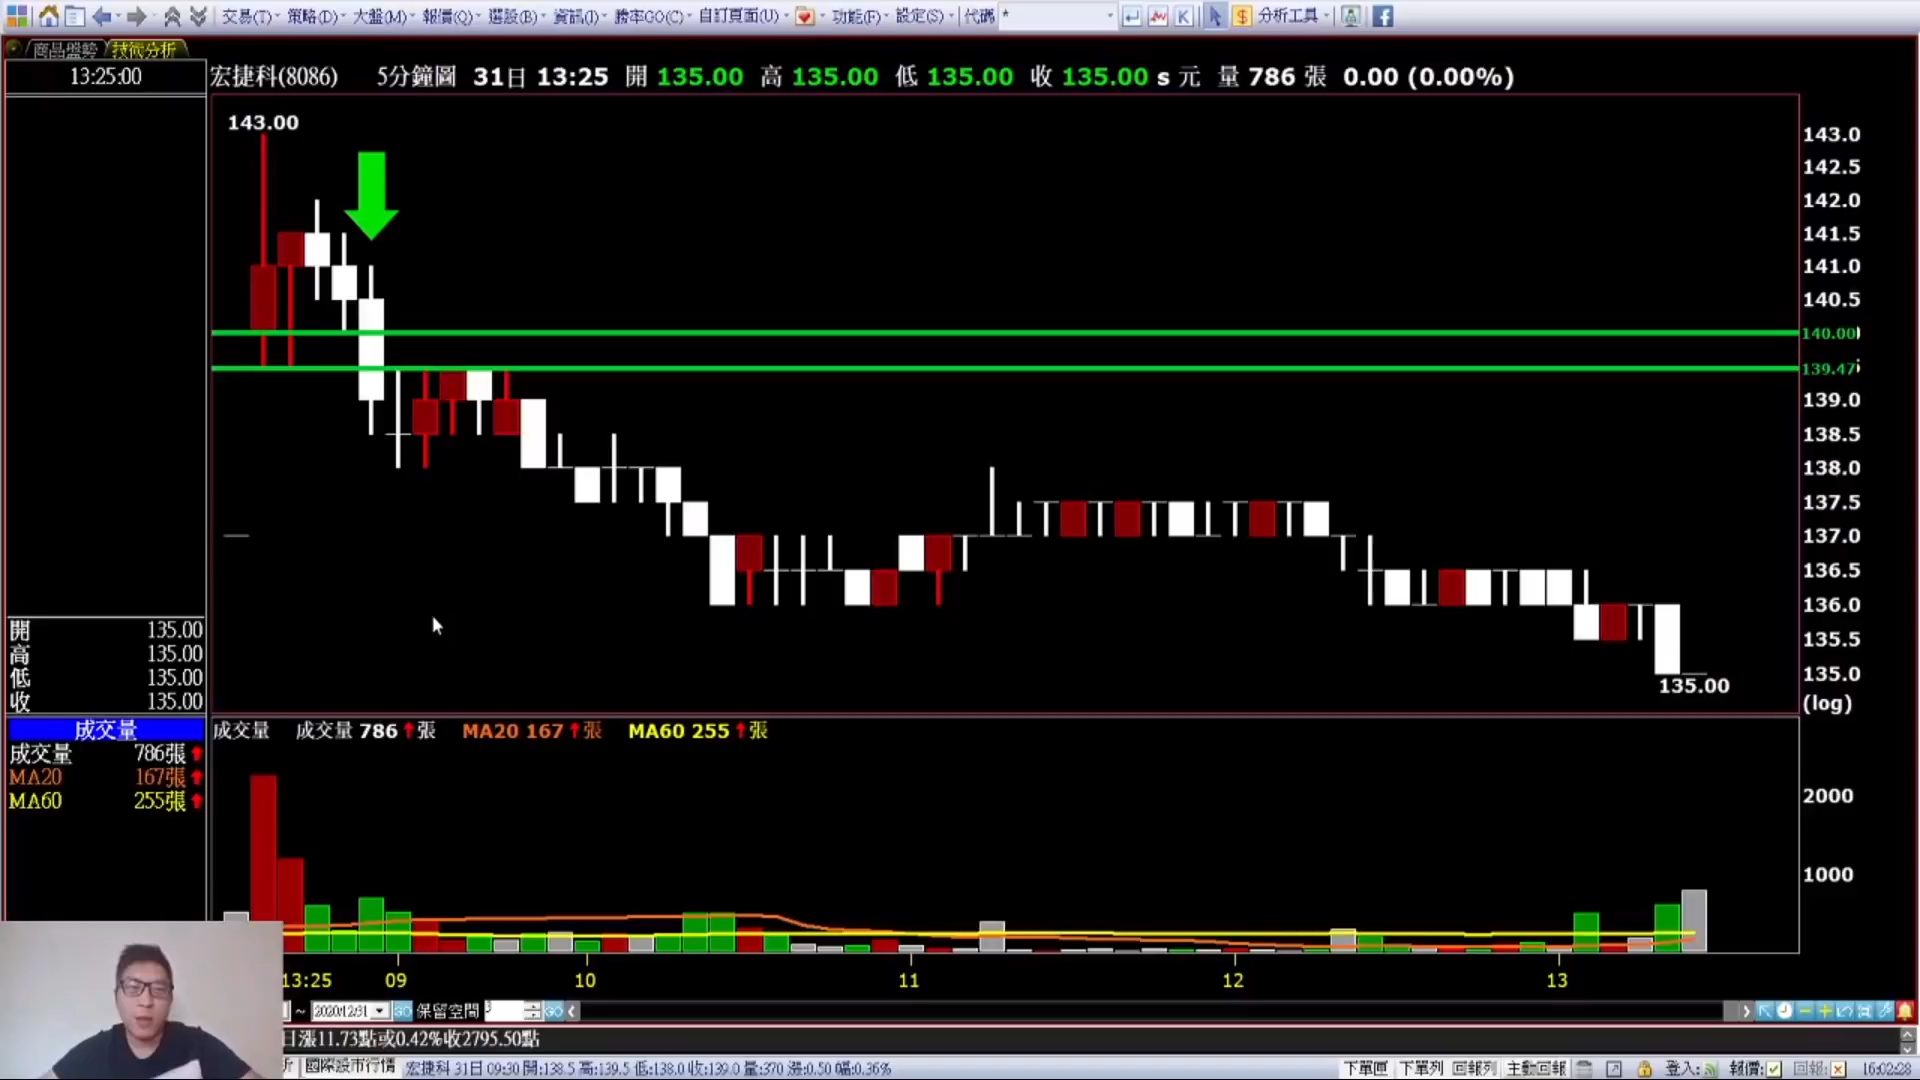 交易(T) 策略(D) 大盤(M) 報價(Q) 選股(B) 資訊(I) 勝率GO(C) 自訂頁面(U) 功能(F) 設定(S) 代碼 * K $ 分析工具
商品盤勢 技術分析
13:25:00
宏捷科(8086) 5分鐘圖 31日 13:25 開 135.00 高 135.00 低 135.00 收 135.00 s 元 量 786 張 0.00 (0.00%)
143.00
143.0
142.5
142.0
141.5
141.0
140.5
140.00
139.47
139.0
138.5
138.0
137.5
137.0
136.5
136.0
135.5
135.0
135.00
(log)
開 135.00
高 135.00
低 135.00
收 135.00
成交量
成交量 786張
MA20 167張
MA60 255張
成交量 成交量 786 張 MA20 167 張 MA60 255 張
2000
1000
13:25 09 10 11 12 13
~ 2020/12/31 GO 保留空間 GO
日漲11.73點或0.42%收2795.50點
析 國際股市行情 宏捷科 31日 09:30 開:138.5 高:139.5 低:138.0 收:139.0 量:370 漲:0.50 幅:0.36% 下單匣 下單列 回報列 主動回報 登入: 報價: 回報: 16:02:28